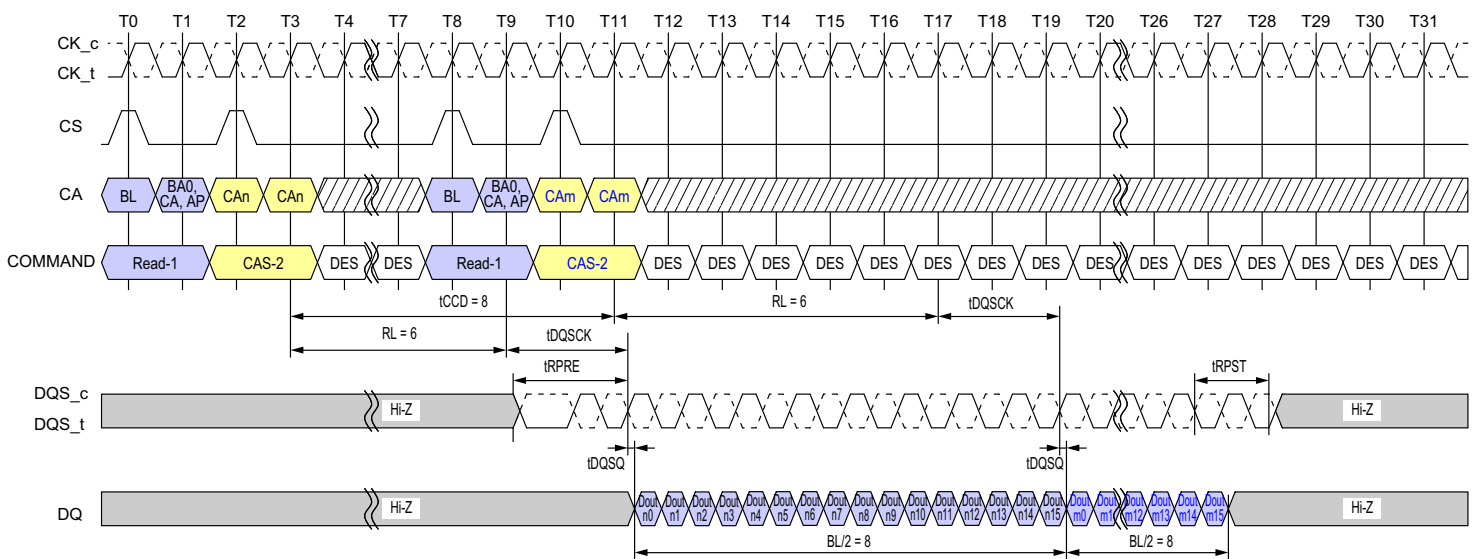 T0 T1 T2 T3 T4 T7 T8 T9 T10 T11 T12 T13 T14 T15 T16 T17 T18 T19 T20 T26 T27 T28 T29 T30 T31
CK_c
CK_t
CS
CA BL BA0, CA, AP CAn CAn BL BA0, CA, AP CAm CAm
COMMAND Read-1 CAS-2 DES DES Read-1 CAS-2 DES DES DES DES DES DES DES DES DES DES DES DES DES DES DES
tCCD = 8 RL = 6 tDQSCK
RL = 6 tDQSCK
tRPRE tRPST
DQS_c
DQS_t
Hi-Z Hi-Z
tDQSQ tDQSQ
DQ Hi-Z Dout n0 Dout n1 Dout n2 Dout n3 Dout n4 Dout n5 Dout n6 Dout n7 Dout n8 Dout n9 Dout n10 Dout n11 Dout n12 Dout n13 Dout n14 Dout n15 Dout m0 Dout m1 Dout m12 Dout m13 Dout m14 Dout m15 Hi-Z
BL/2 = 8 BL/2 = 8